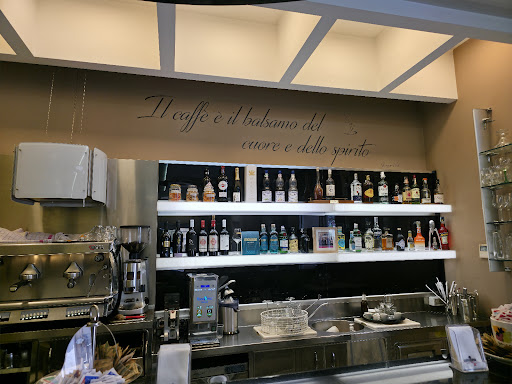 Il caffè è il balsamo del
cuore e dello spirito